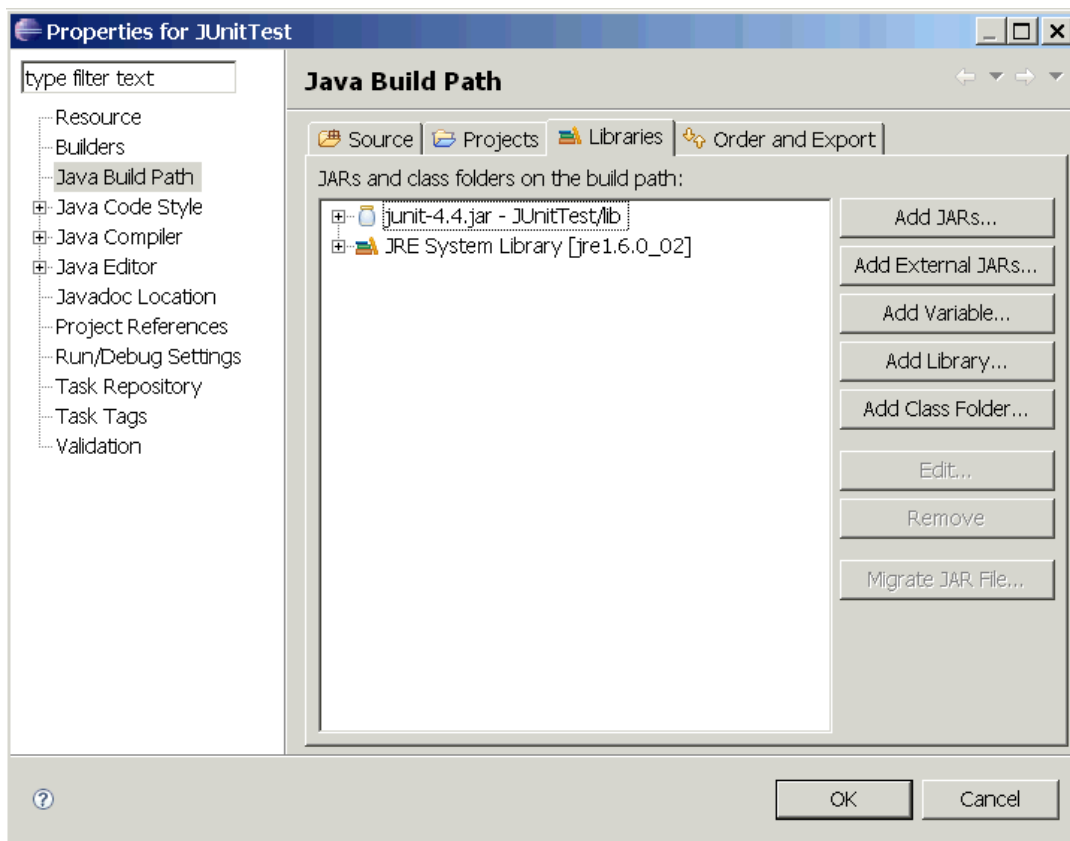 Properties for JUnitTest
type filter text
Resource
Builders
Java Build Path
Java Code Style
Java Compiler
Java Editor
Javadoc Location
Project References
Run/Debug Settings
Task Repository
Task Tags
Validation
Java Build Path
Source Projects Libraries Order and Export
JARs and class folders on the build path:
junit-4.4.jar - JUnitTest/lib
JRE System Library [jre1.6.0_02]
Add JARs...
Add External JARs...
Add Variable...
Add Library...
Add Class Folder...
Edit...
Remove
Migrate JAR File...
?
OK Cancel